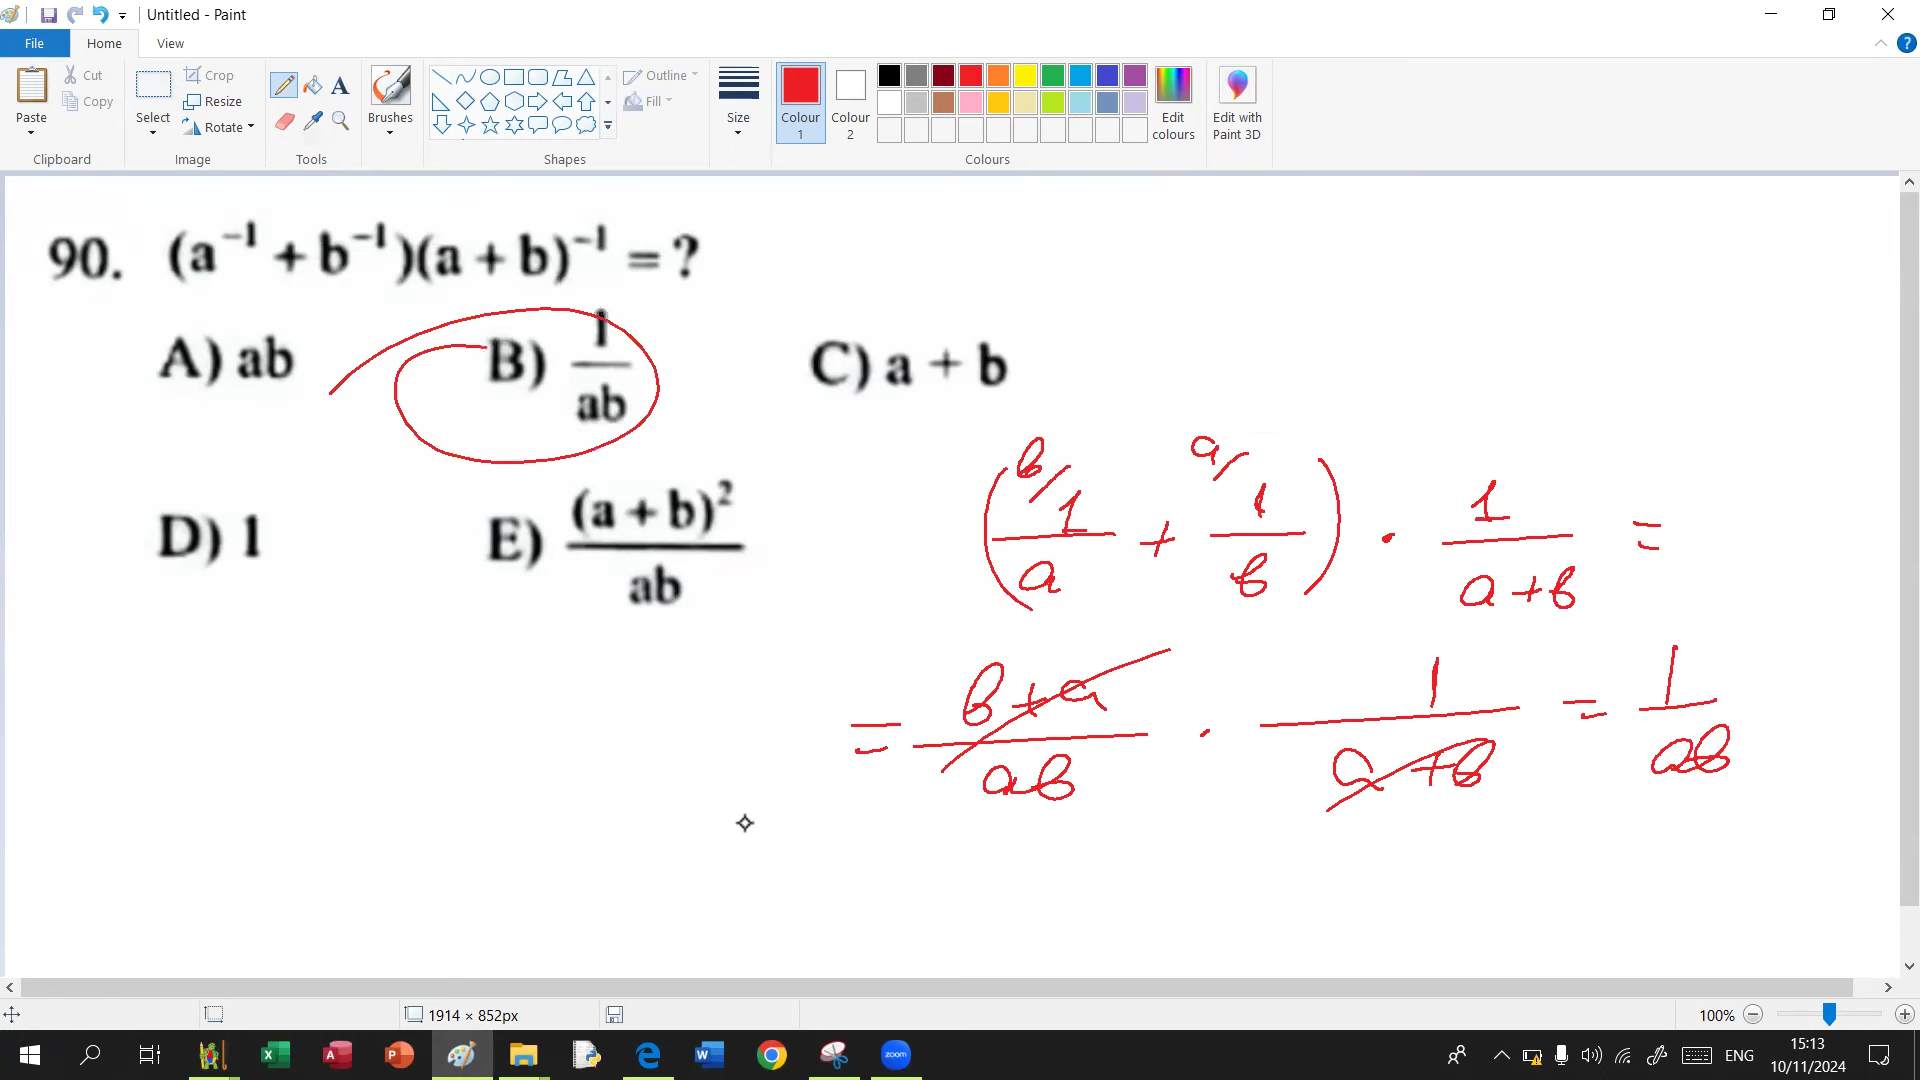 Untitled - Paint
File Home View
Paste
Cut
Copy
Clipboard
Select
Crop
Resize
Rotate
Image
Tools
Brushes
Outline
Fill
Shapes
Size
Colour 1
Colour 2
Edit colours
Edit with Paint 3D
Colours
90. (a⁻¹ + b⁻¹)(a + b)⁻¹ = ?
A) ab B) 1/ab C) a + b
D) 1 E) (a + b)²/ab
(b/ 1/a + a/ 1/b) · 1/(a+b) =
= (b+a)/ab · 1/(a+b) = 1/ab
1914 × 852px
100%
zoom
ENG
15:13
10/11/2024